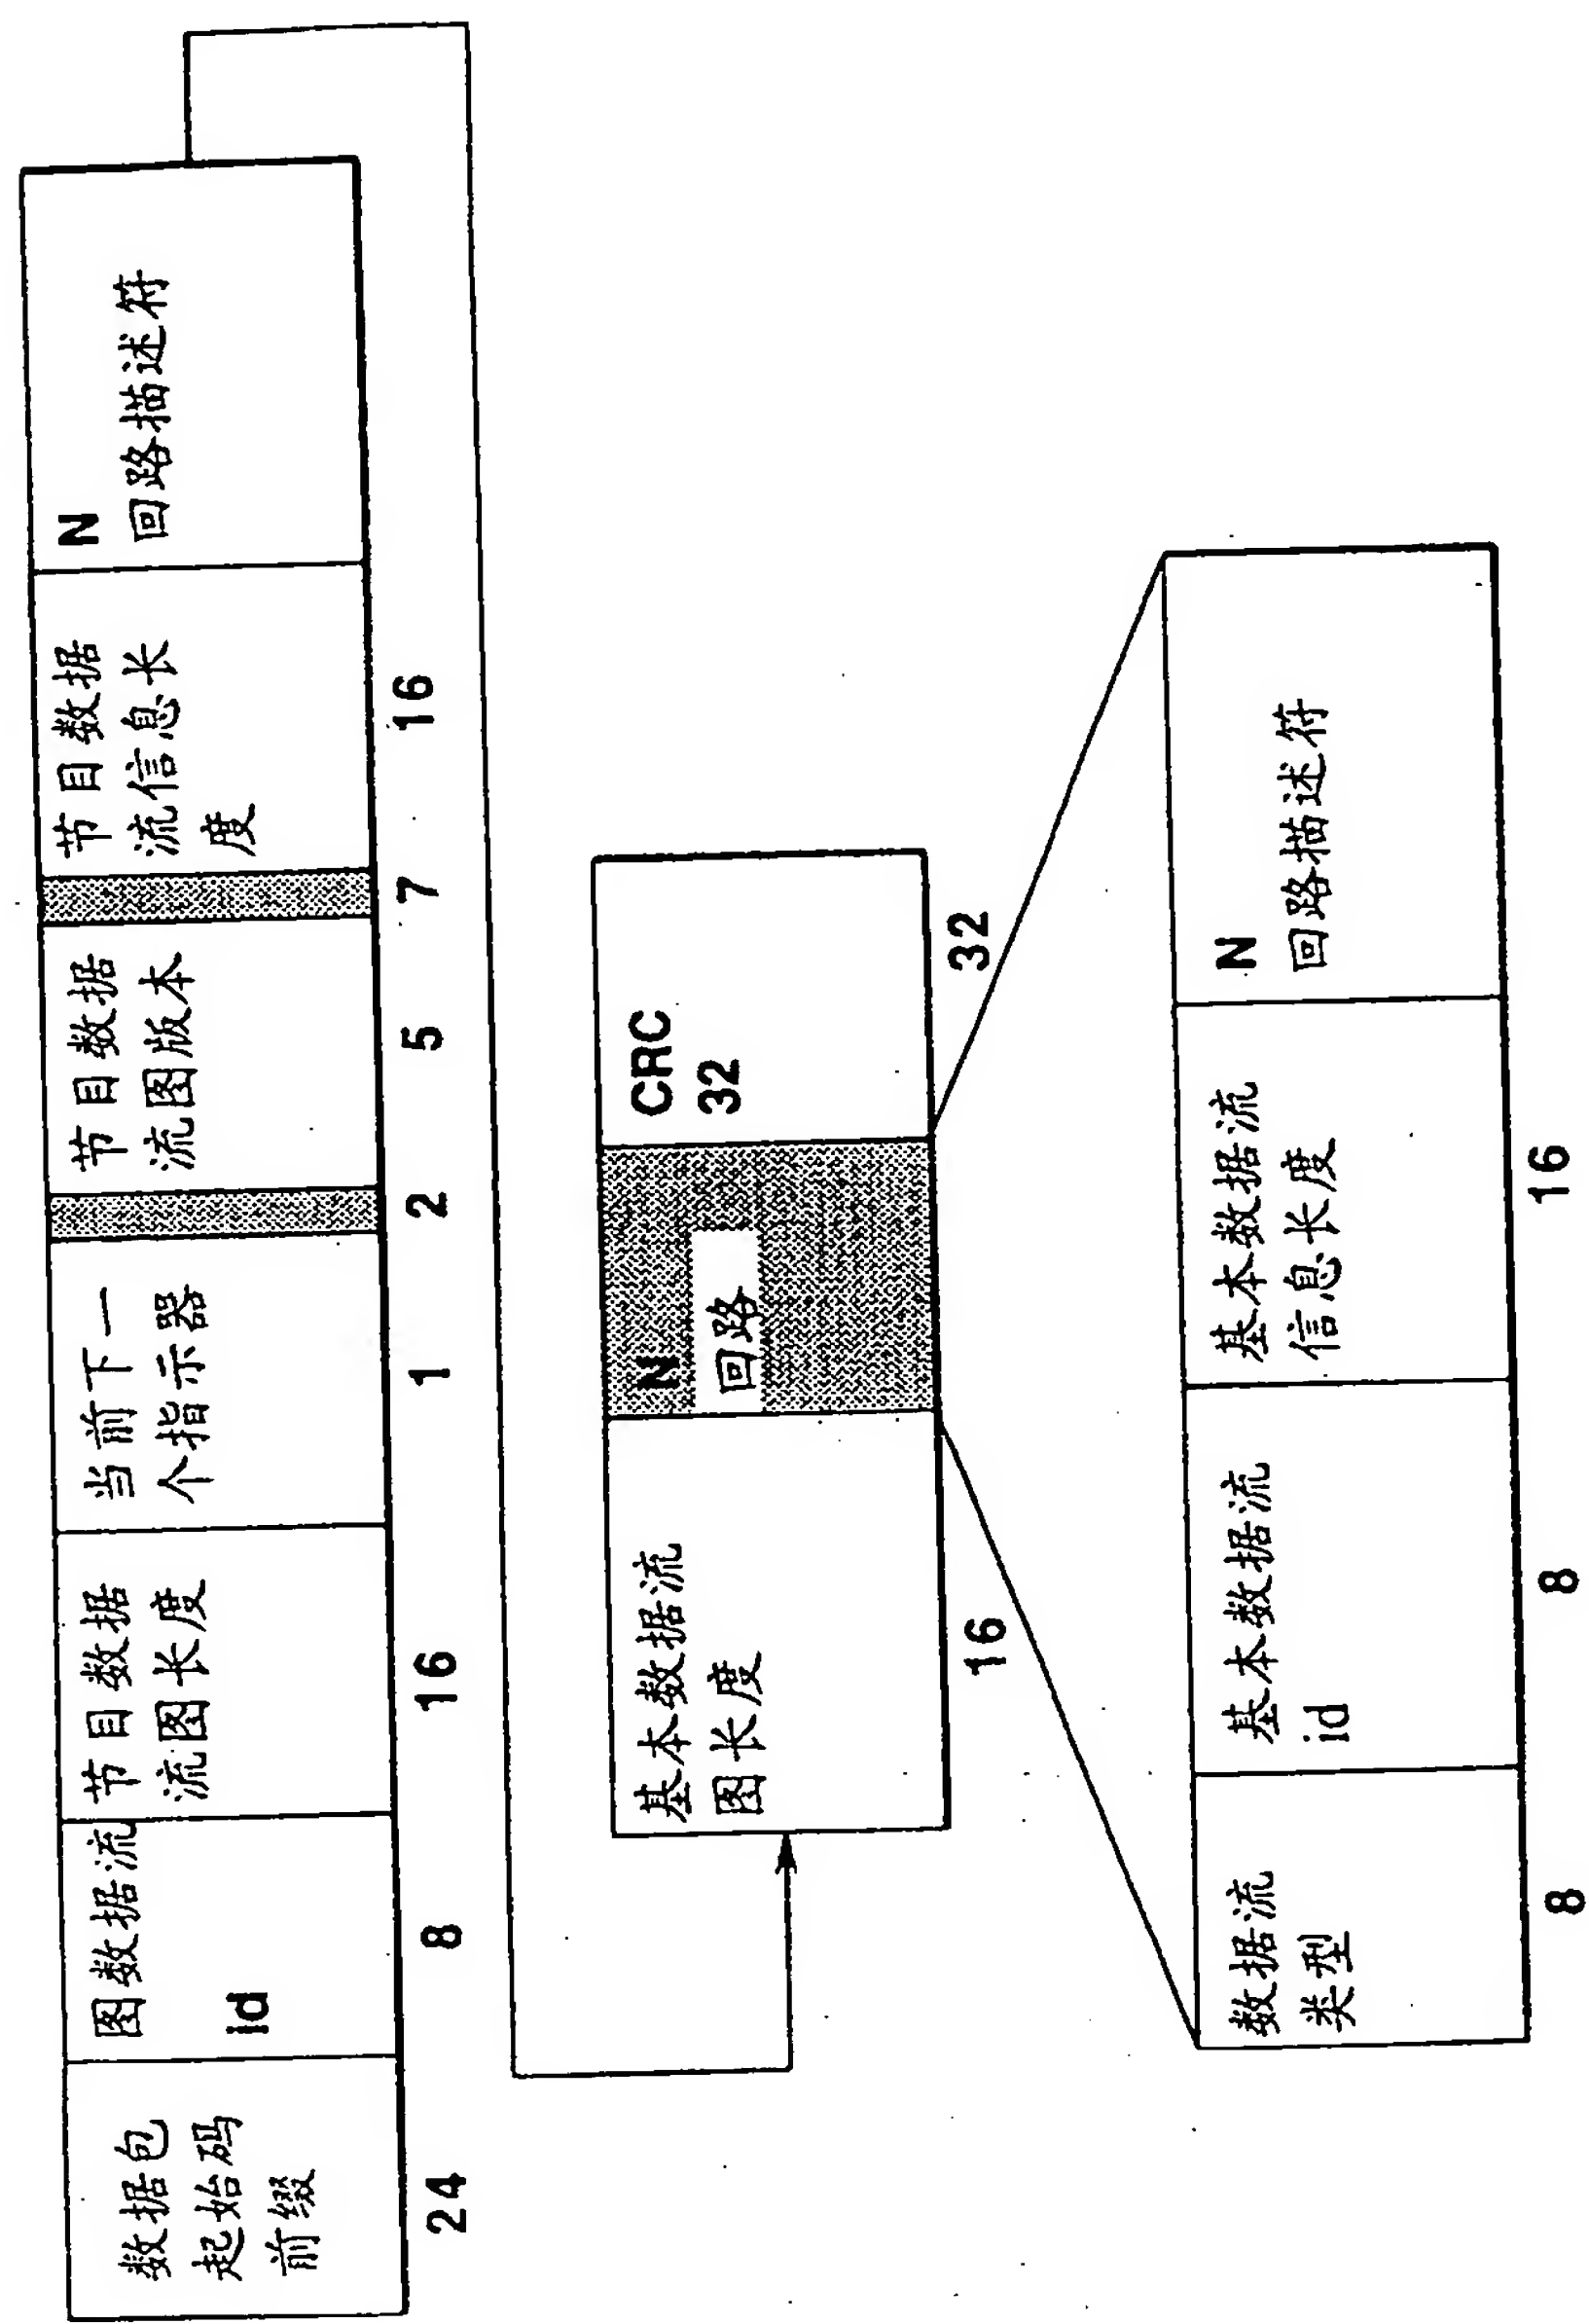 数据包
起始码
前缀
24
图数据流
id
8
节目数据
流图长度
16
当前下一
个指示器
1
2
节目数据
流图版本
5
7
节目数据
流信息长
度
16
N
回路描述符
基本数据流
图长度
16
N
回路
CRC
32
32
数据流
类型
8
基本数据流
id
8
基本数据流
信息长度
16
N
回路描述符